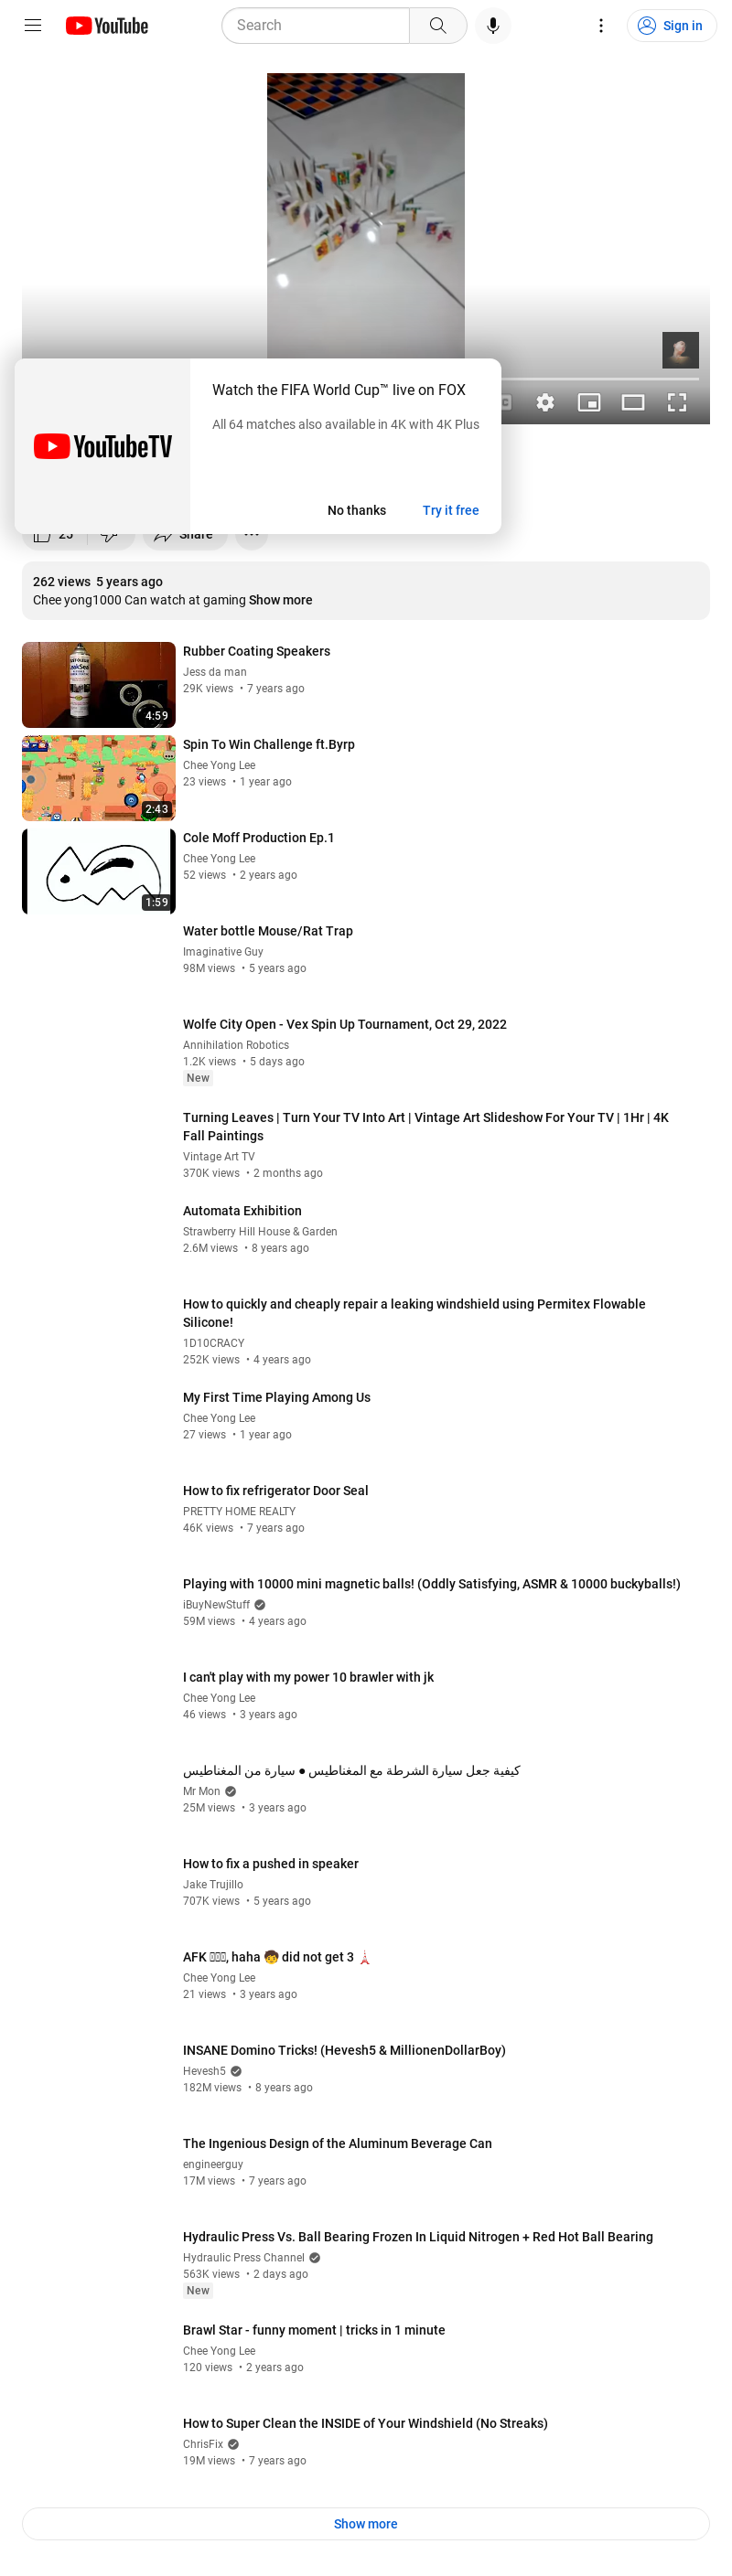 YouTube
Search
Sign in
Watch the FIFA World Cup™ live on FOX
All 64 matches also available in 4K with 4K Plus
YouTubeTV
No thanks
Try it free
25
Share
262 views 5 years ago
Chee yong1000 Can watch at gaming Show more
Rubber Coating Speakers
Jess da man
29K views • 7 years ago
4:59
Spin To Win Challenge ft.Byrp
Chee Yong Lee
23 views • 1 year ago
2:43
Cole Moff Production Ep.1
Chee Yong Lee
52 views • 2 years ago
1:59
Water bottle Mouse/Rat Trap
Imaginative Guy
98M views • 5 years ago
Wolfe City Open - Vex Spin Up Tournament, Oct 29, 2022
Annihilation Robotics
1.2K views • 5 days ago
New
Turning Leaves | Turn Your TV Into Art | Vintage Art Slideshow For Your TV | 1Hr | 4K
Fall Paintings
Vintage Art TV
370K views • 2 months ago
Automata Exhibition
Strawberry Hill House & Garden
2.6M views • 8 years ago
How to quickly and cheaply repair a leaking windshield using Permitex Flowable
Silicone!
1D10CRACY
252K views • 4 years ago
My First Time Playing Among Us
Chee Yong Lee
27 views • 1 year ago
How to fix refrigerator Door Seal
PRETTY HOME REALTY
46K views • 7 years ago
Playing with 10000 mini magnetic balls! (Oddly Satisfying, ASMR & 10000 buckyballs!)
iBuyNewStuff
59M views • 4 years ago
I can't play with my power 10 brawler with jk
Chee Yong Lee
46 views • 3 years ago
كيفية جعل سيارة الشرطة مع المغناطيس ● سيارة من المغناطيس
Mr Mon
25M views • 3 years ago
How to fix a pushed in speaker
Jake Trujillo
707K views • 5 years ago
AFK , haha 🧒 did not get 3 🗼
Chee Yong Lee
21 views • 3 years ago
INSANE Domino Tricks! (Hevesh5 & MillionenDollarBoy)
Hevesh5
182M views • 8 years ago
The Ingenious Design of the Aluminum Beverage Can
engineerguy
17M views • 7 years ago
Hydraulic Press Vs. Ball Bearing Frozen In Liquid Nitrogen + Red Hot Ball Bearing
Hydraulic Press Channel
563K views • 2 days ago
New
Brawl Star - funny moment | tricks in 1 minute
Chee Yong Lee
120 views • 2 years ago
How to Super Clean the INSIDE of Your Windshield (No Streaks)
ChrisFix
19M views • 7 years ago
Show more